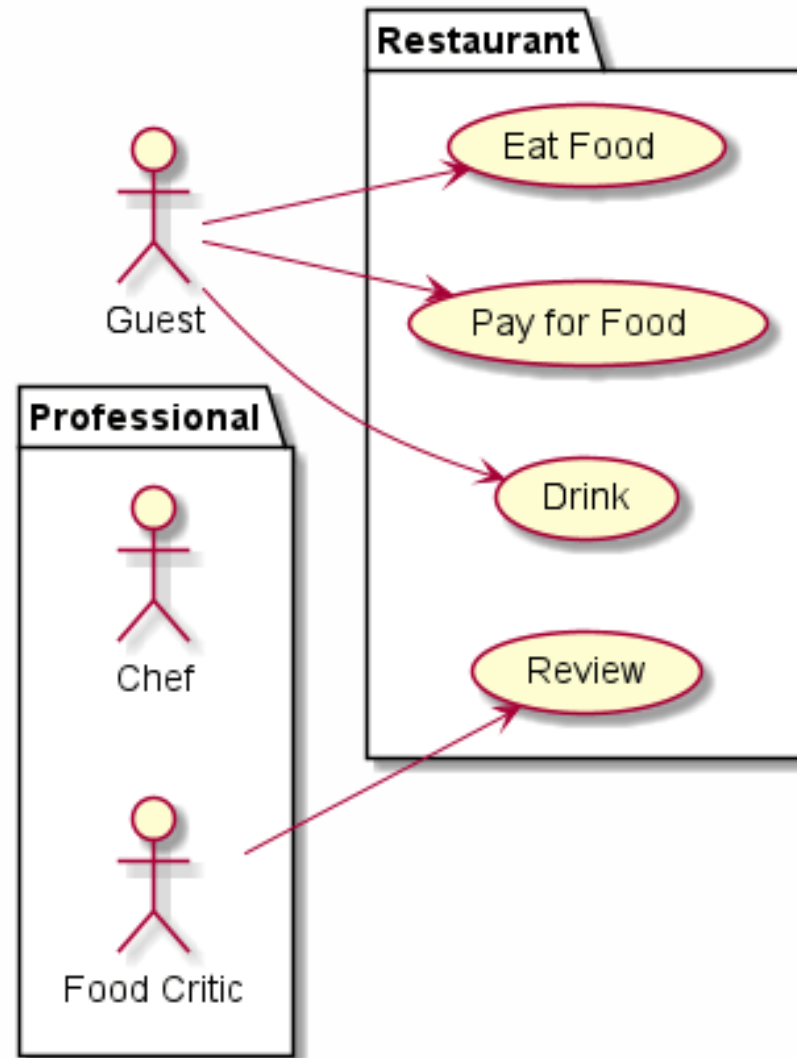 Restaurant
Eat Food
Guest
Pay for Food
Professional
Drink
Chef
Review
Food Critic